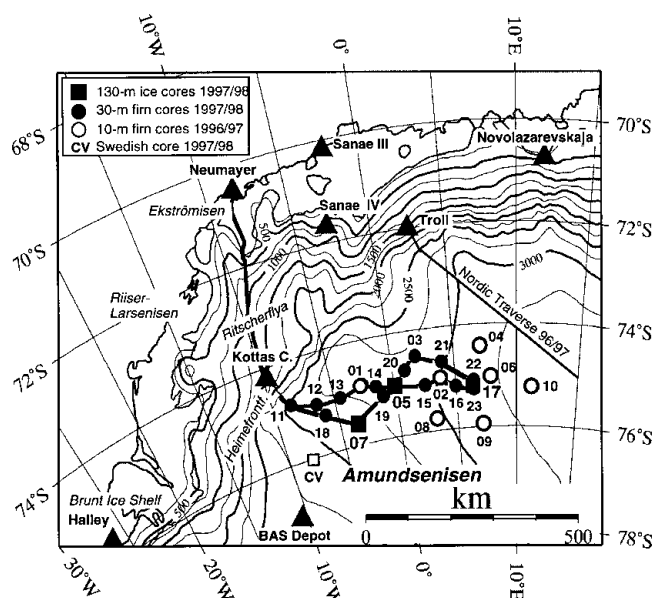 10°W
0°
10°E
130-m ice cores 1997/98
30-m firn cores 1997/98
10-m firn cores 1996/97
CV Swedish core 1997/98
68°S
70°S
Sanae III
Novolazarevskaja
Neumayer
Ekströmisen
Sanae IV
Troll
70°S
72°S
500
1000
1500
2000
2500
3000
Riiser-
Larsenisen
Ritscherflya
Nordic Traverse 96/97
72°S
74°S
Kottas C.
03
21
04
20
22
06
01
14
10
12
13
05
15
02
16
17
23
11
18
19
07
08
09
76°S
Heimefrontf.
CV
Amundsenisen
74°S
Brunt Ice Shelf
500
Halley
BAS Depot
km
0
500
78°S
30°W
20°W
10°W
0°
10°E